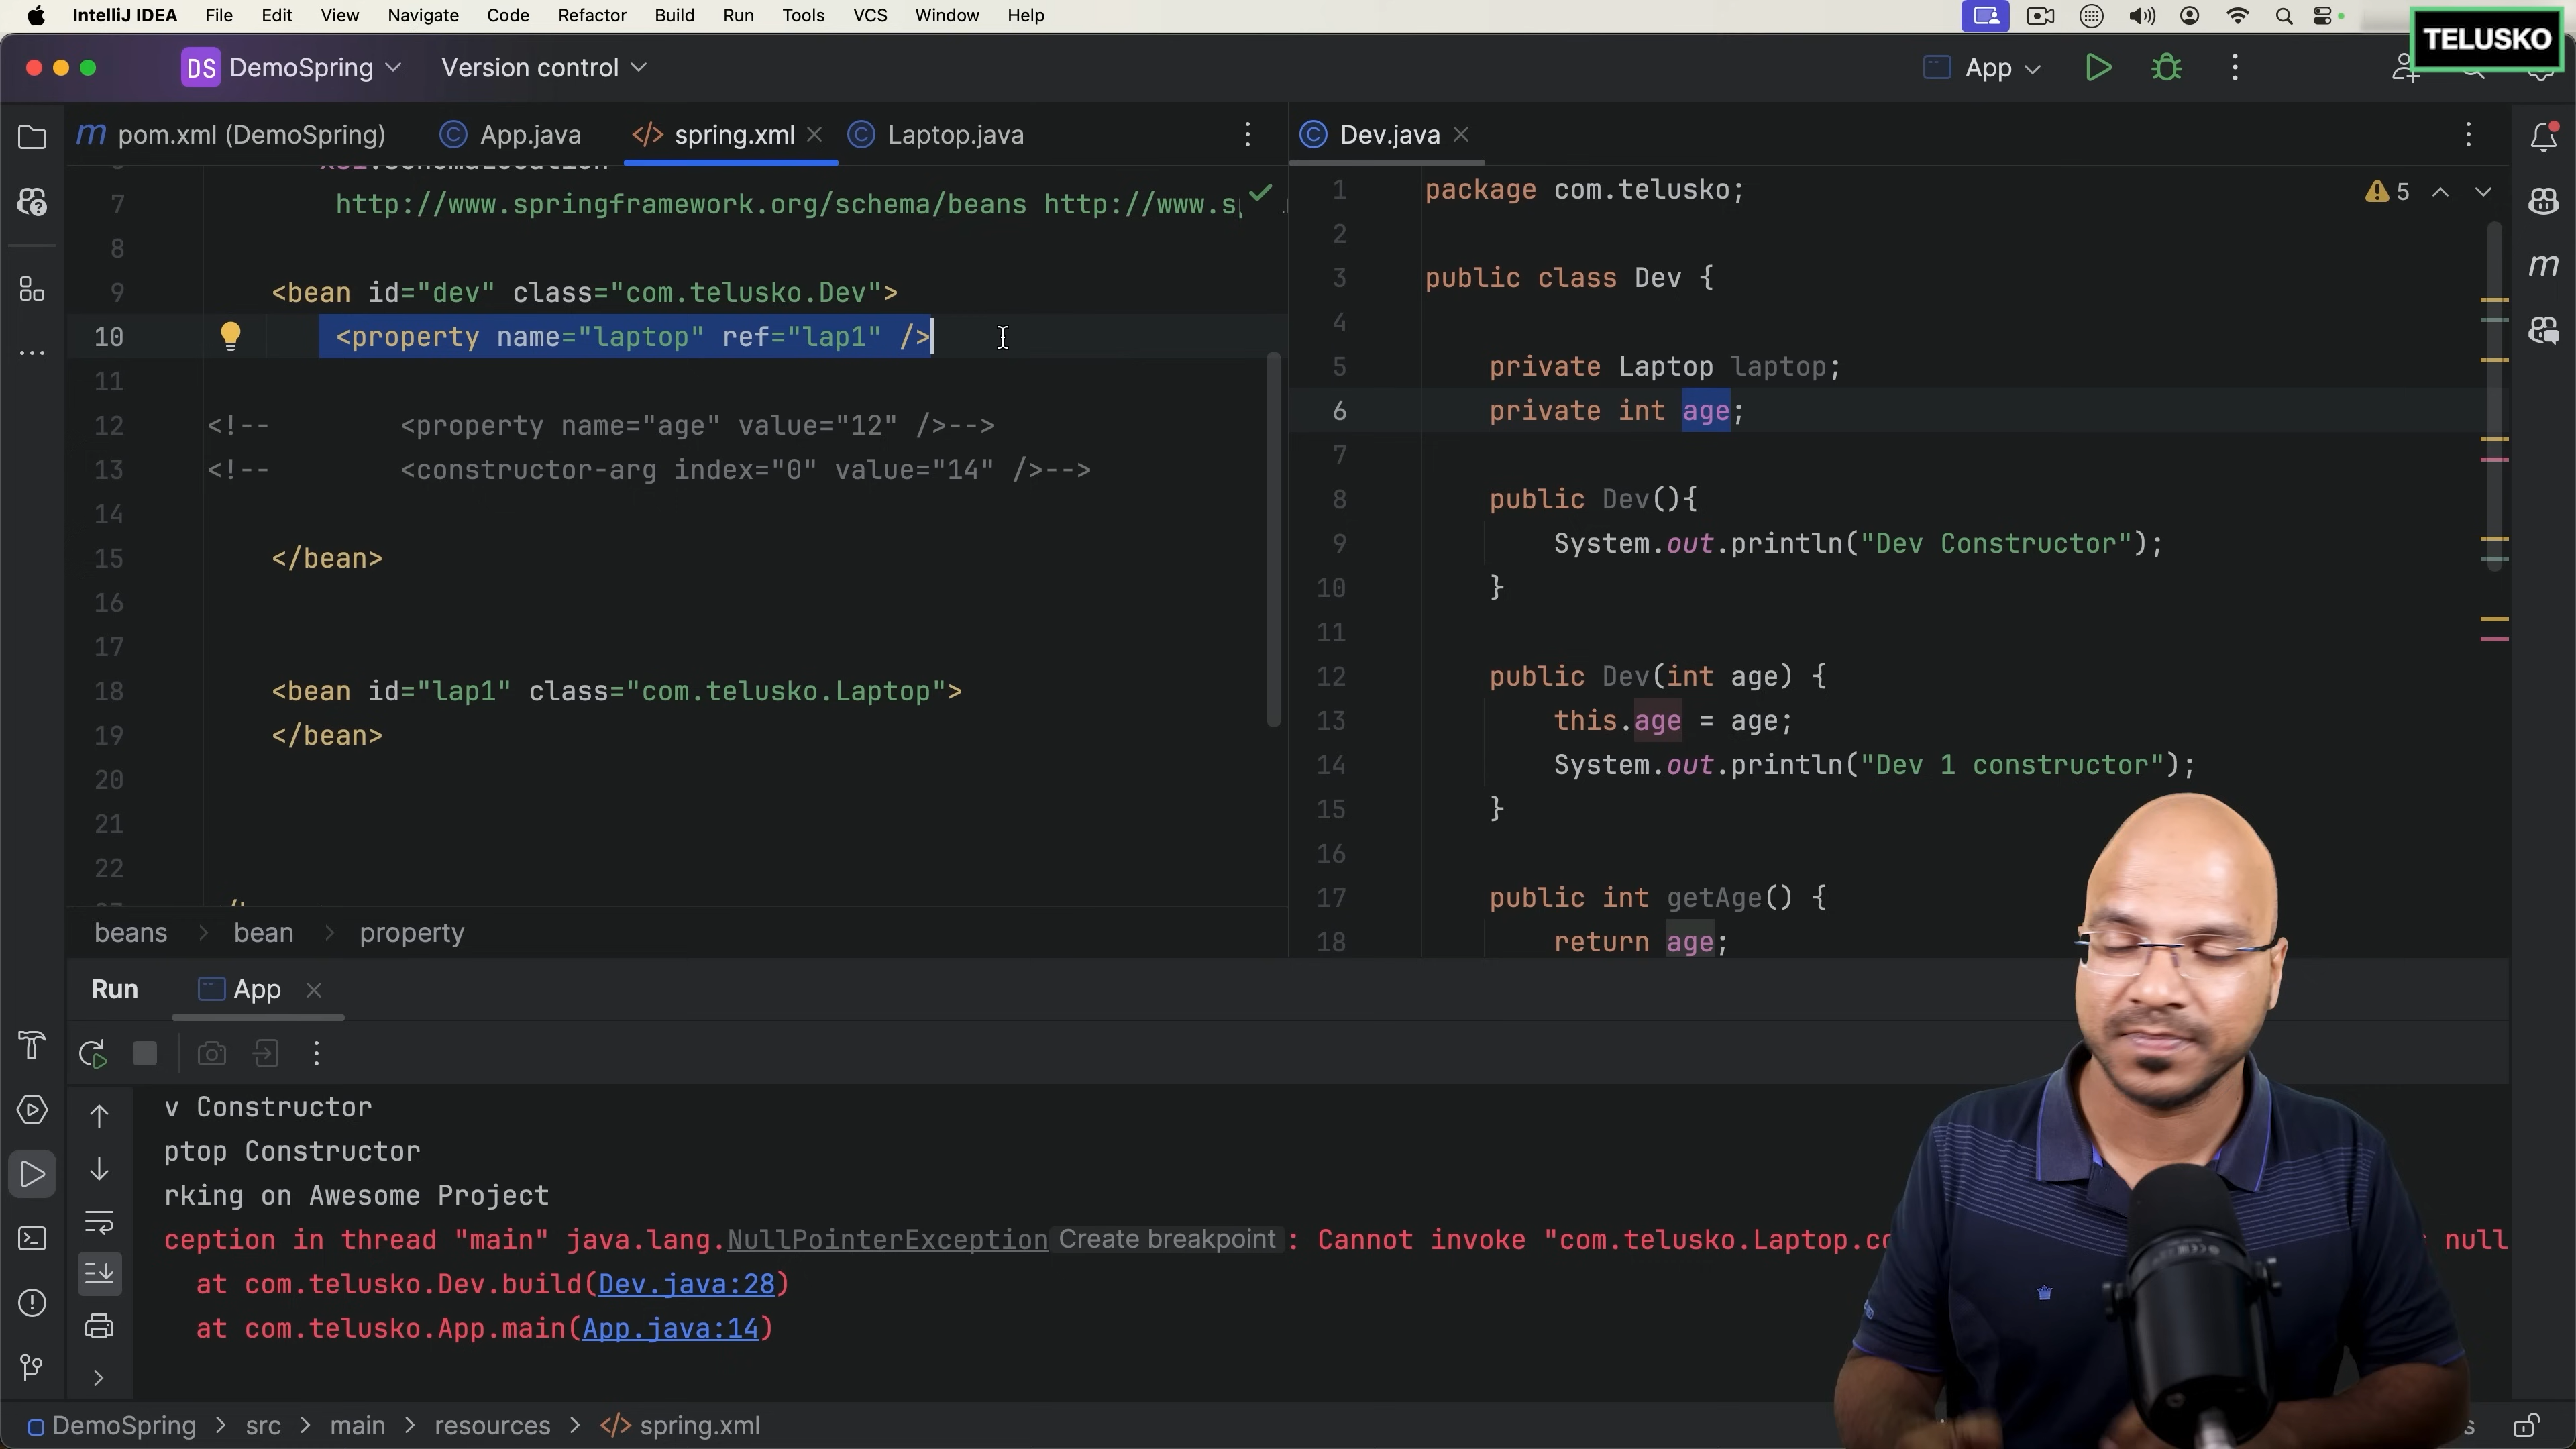 IntelliJ IDEA File Edit View Navigate Code Refactor Build Run Tools VCS Window Help
TELUSKO
DS DemoSpring Version control App
pom.xml (DemoSpring) App.java spring.xml Laptop.java Dev.java
7 http://www.springframework.org/schema/beans http://www.s
8
9 <bean id="dev" class="com.telusko.Dev">
10 <property name="laptop" ref="lap1" />
11
12 <!-- <property name="age" value="12" />-->
13 <!-- <constructor-arg index="0" value="14" />-->
14
15 </bean>
16
17
18 <bean id="lap1" class="com.telusko.Laptop">
19 </bean>
20
21
22
beans > bean > property
5
1 package com.telusko;
2
3 public class Dev {
4
5 private Laptop laptop;
6 private int age;
7
8 public Dev(){
9 System.out.println("Dev Constructor");
10 }
11
12 public Dev(int age) {
13 this.age = age;
14 System.out.println("Dev 1 constructor");
15 }
16
17 public int getAge() {
18 return age;
Run App
v Constructor
ptop Constructor
rking on Awesome Project
ception in thread "main" java.lang.NullPointerException Create breakpoint : Cannot invoke "com.telusko.Laptop.co null
at com.telusko.Dev.build(Dev.java:28)
at com.telusko.App.main(App.java:14)
DemoSpring > src > main > resources > spring.xml